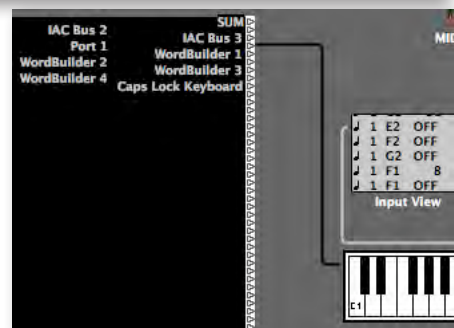 SUM
IAC Bus 2
IAC Bus 3
Port 1
WordBuilder 1
WordBuilder 2
WordBuilder 3
WordBuilder 4
Caps Lock Keyboard
1 E2 OFF
1 F2 OFF
1 G2 OFF
1 F1 8
1 F1 OFF
Input View
C1